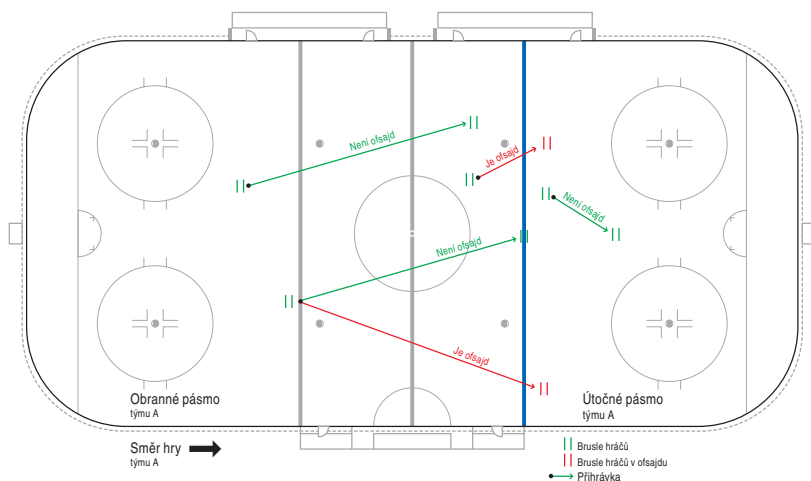 Není ofsajd
Je ofsajd
Není ofsajd
Není ofsajd
Je ofsajd
Obranné pásmo
týmu A
Útočné pásmo
týmu A
Směr hry
týmu A
Brusle hráčů
Brusle hráčů v ofsajdu
Přihrávka